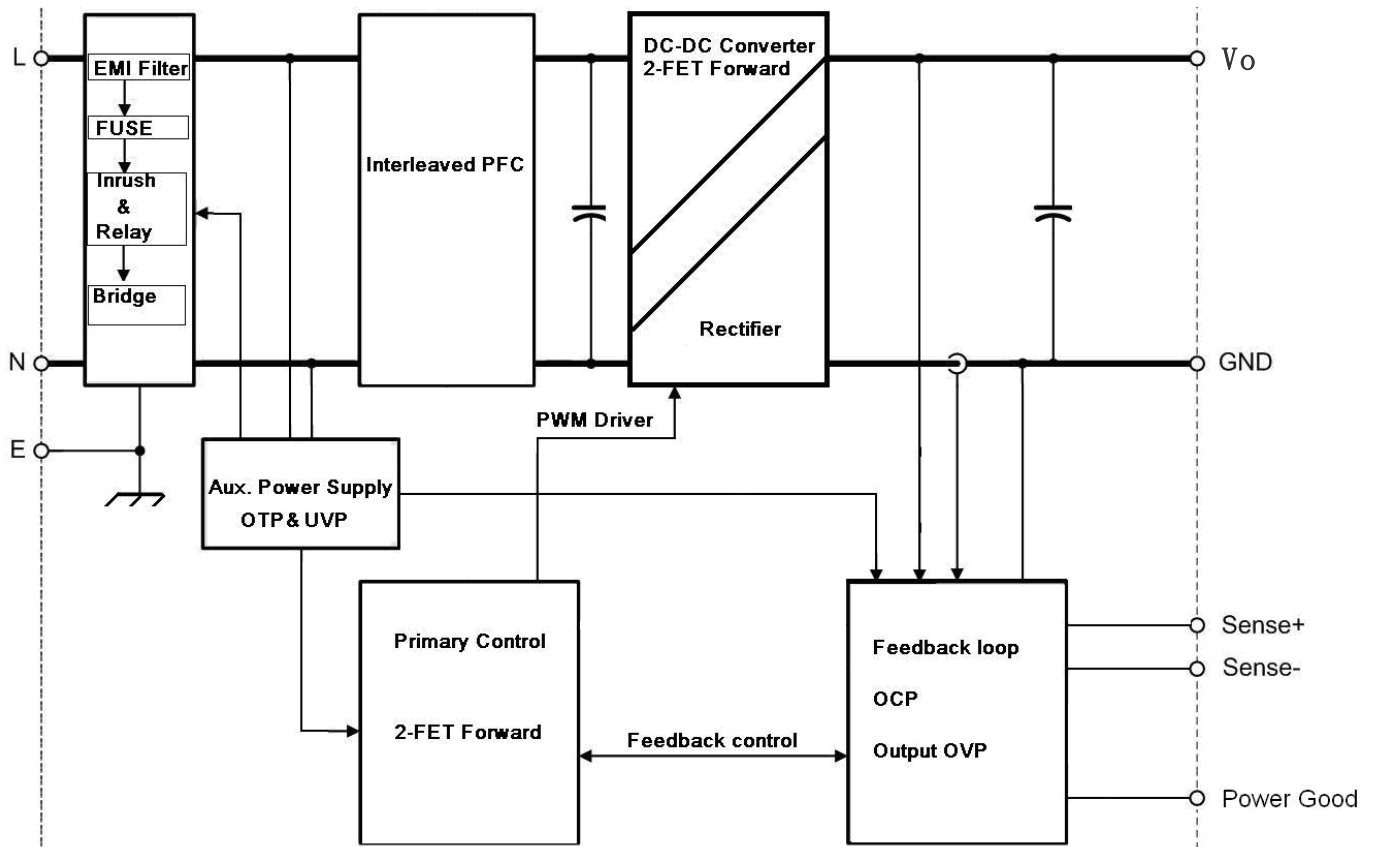 L
EMI Filter
FUSE
Inrush
&
Relay
Bridge
N
E
Interleaved PFC
DC-DC Converter
2-FET Forward
Rectifier
Vo
GND
PWM Driver
Aux. Power Supply
OTP & UVP
Primary Control
2-FET Forward
Feedback control
Feedback loop
OCP
Output OVP
Sense+
Sense-
Power Good